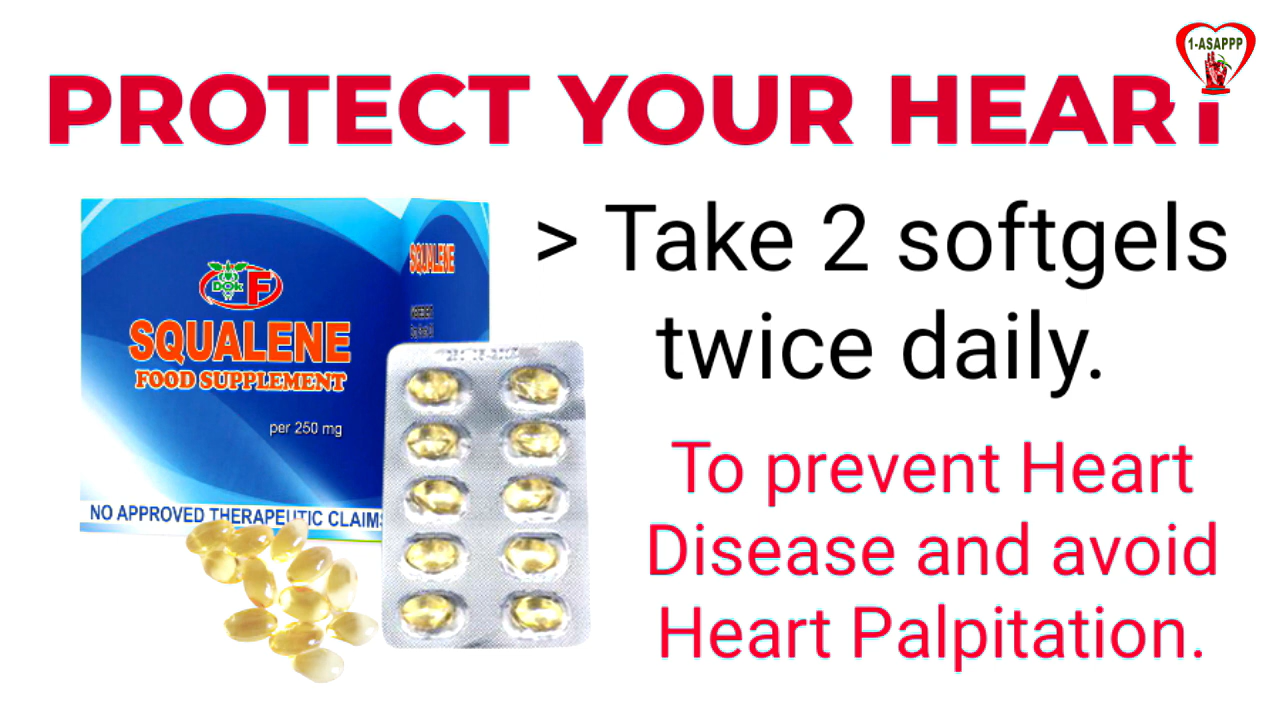 1-ASAPPP
PROTECT YOUR HEART
> Take 2 softgels
twice daily.
To prevent Heart
Disease and avoid
Heart Palpitation.
Dok F
SQUALENE
FOOD SUPPLEMENT
per 250 mg
NO APPROVED THERAPEUTIC CLAIMS
SQUALENE